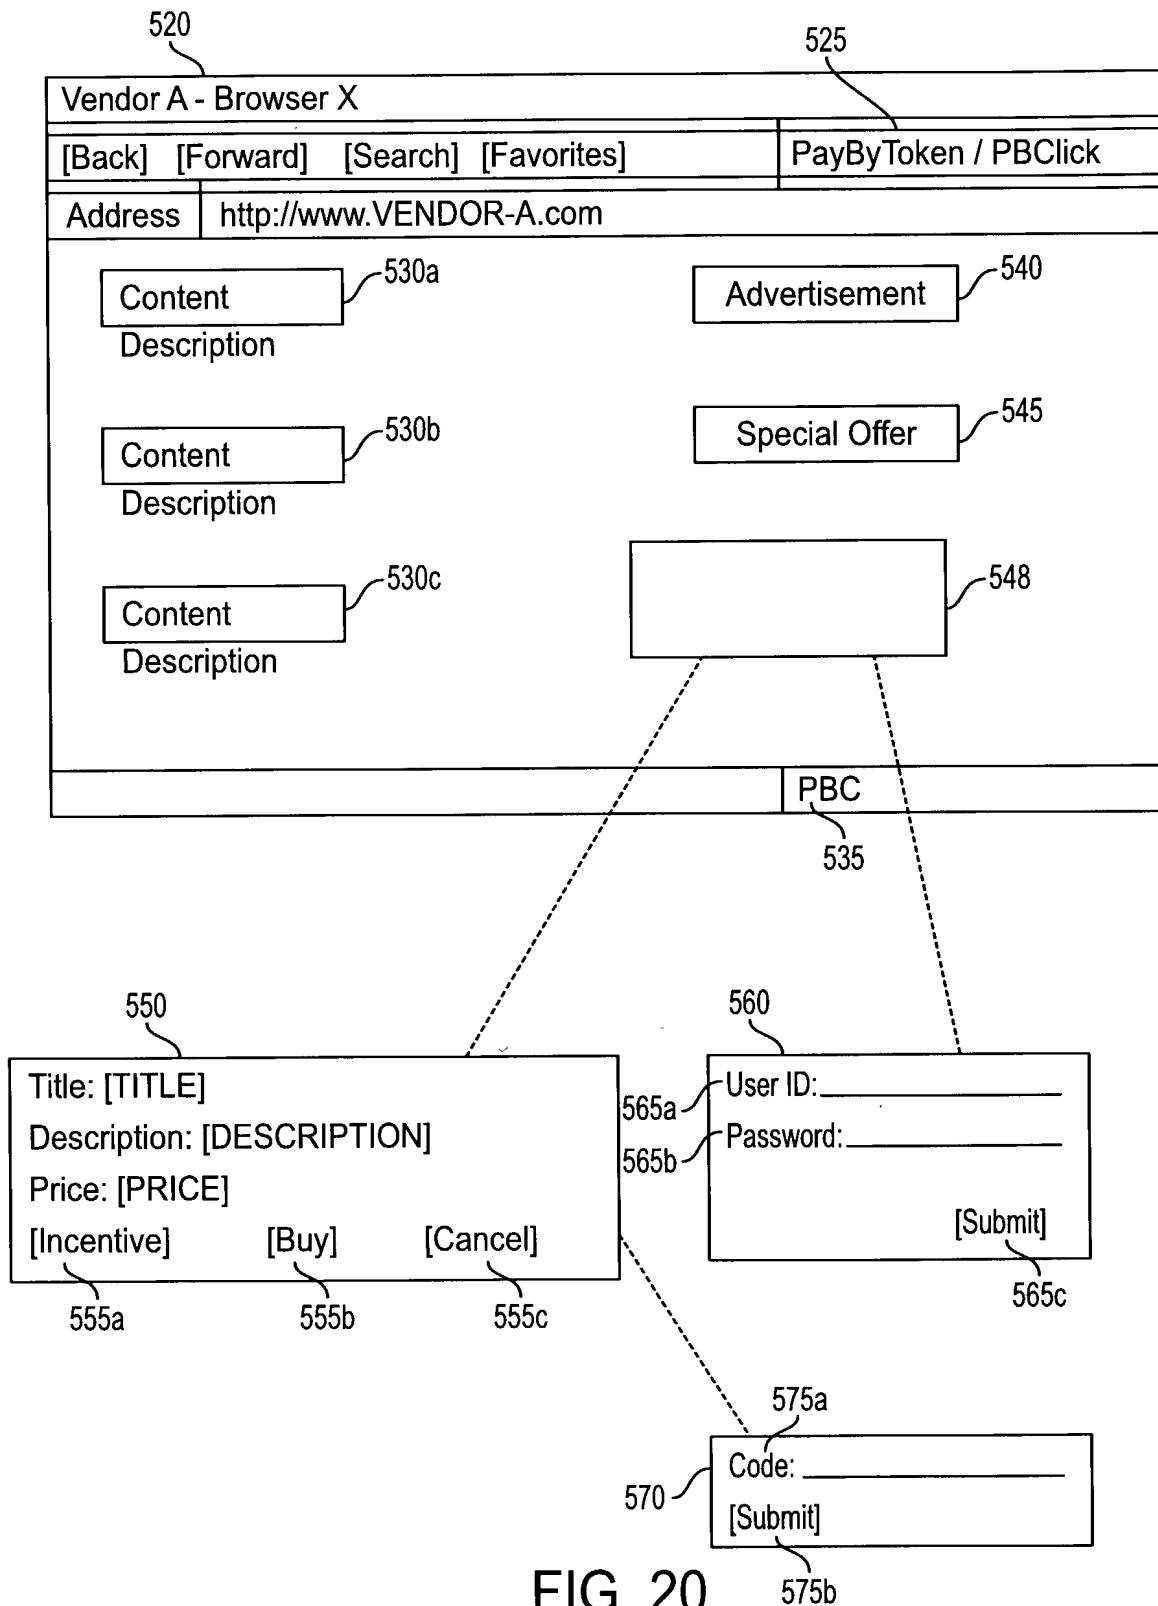 520
525
Vendor A - Browser X
[Back] [Forward] [Search] [Favorites]
PayByToken / PBClick
Address
http://www.VENDOR-A.com
Content
530a
Description
Advertisement
540
Content
530b
Description
Special Offer
545
Content
530c
Description
548
PBC
535
550
Title: [TITLE]
Description: [DESCRIPTION]
Price: [PRICE]
[Incentive] [Buy] [Cancel]
555a 555b 555c
560
565a
User ID:
565b
Password:
[Submit]
565c
575a
Code:
570
[Submit]
575b
FIG. 20